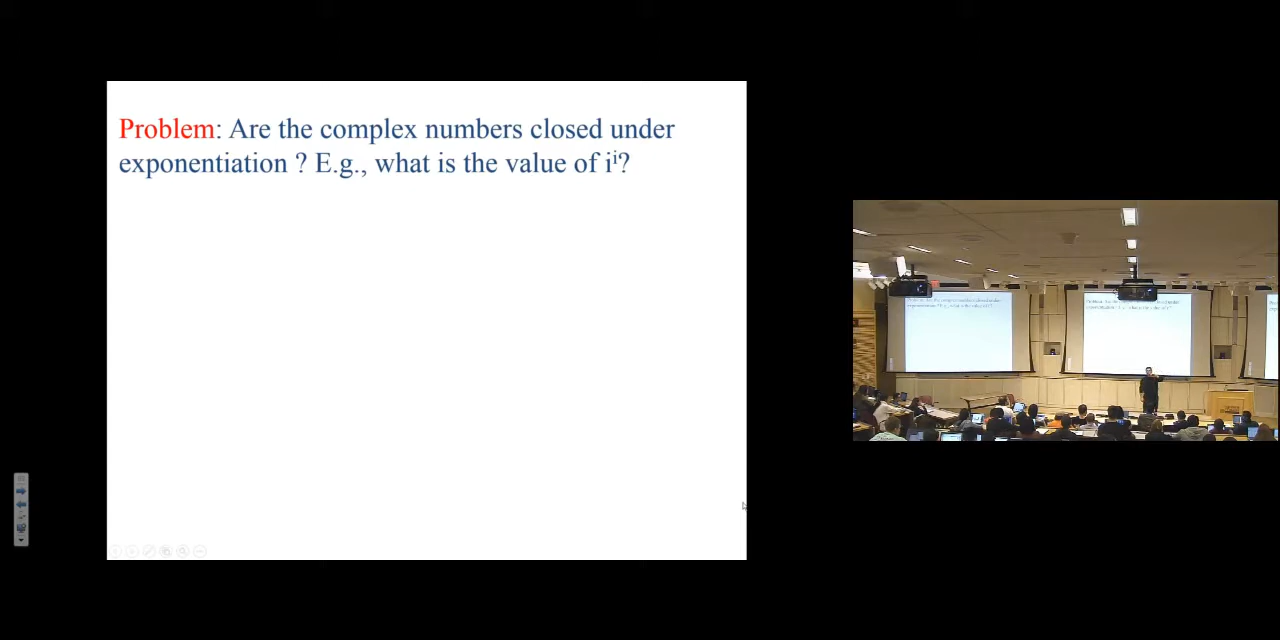 Problem: Are the complex numbers closed under
exponentiation ? E.g., what is the value of iⁱ?